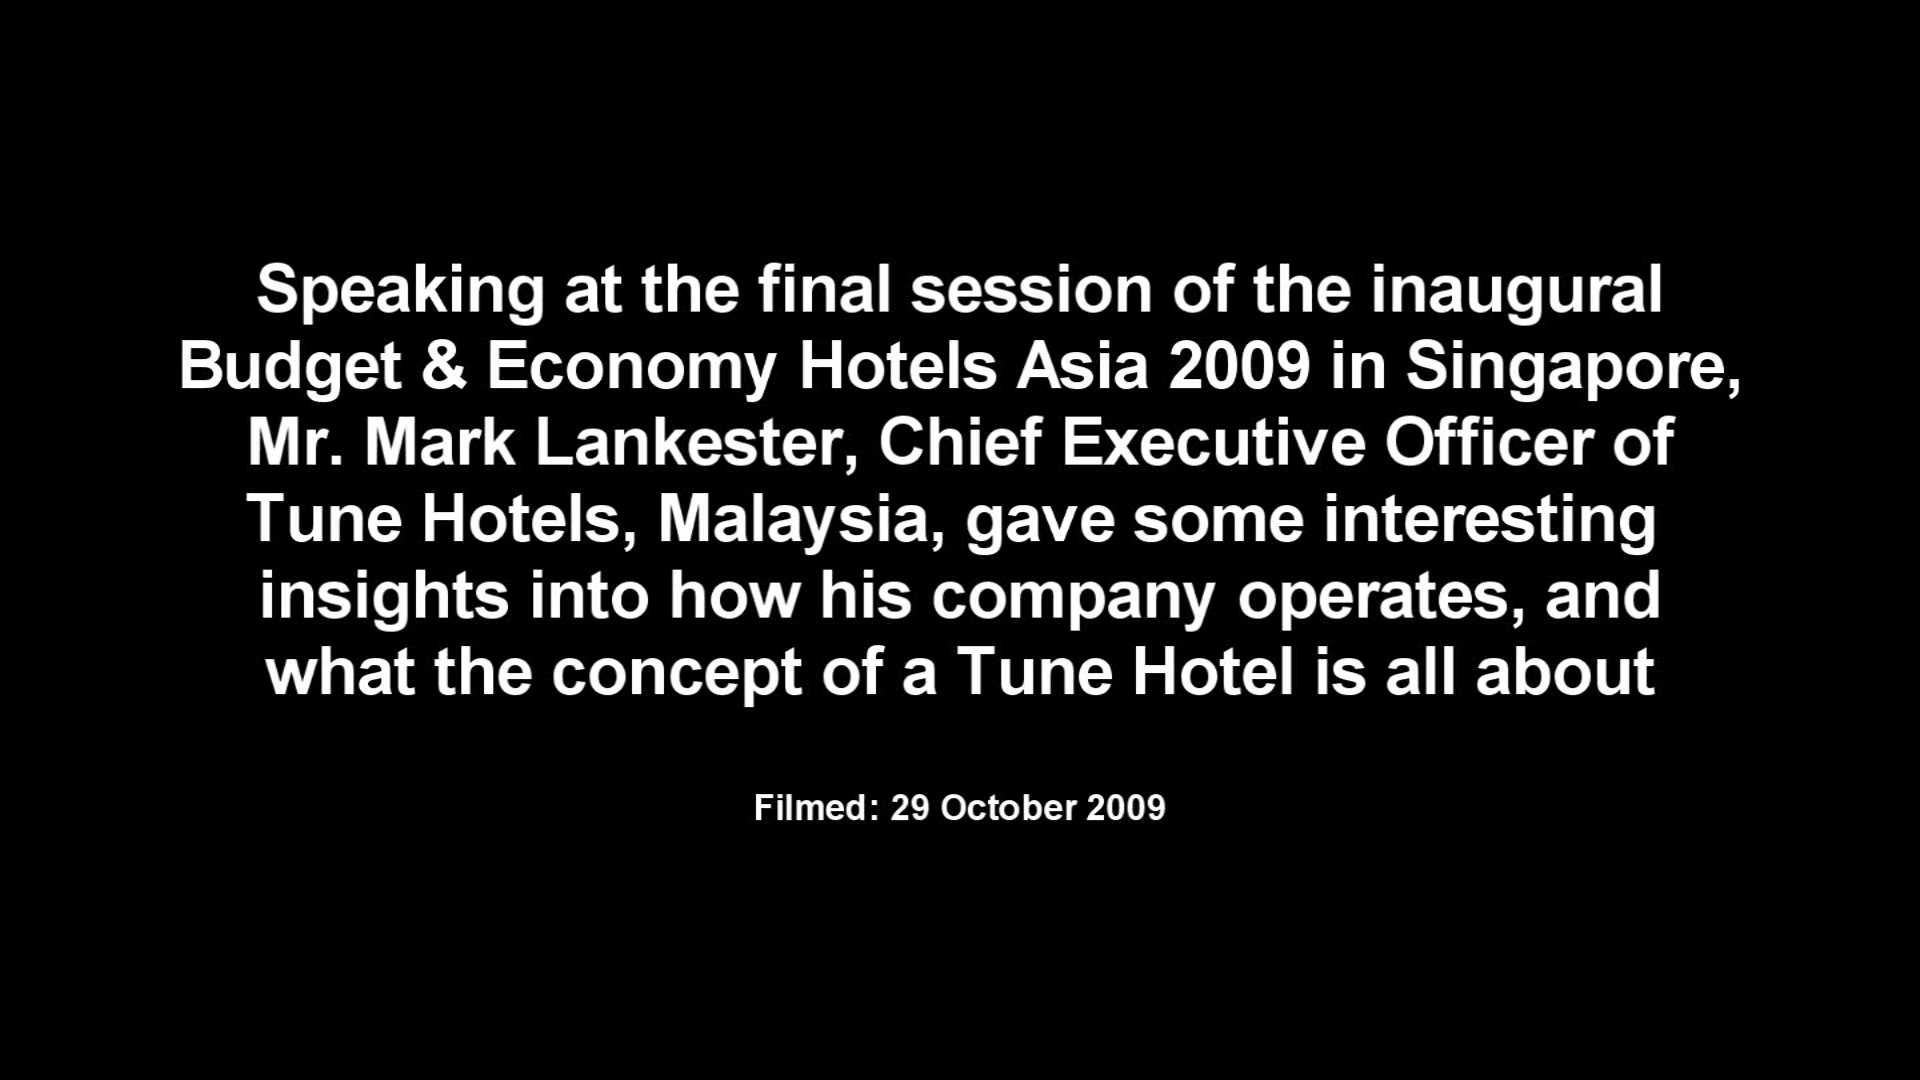 Speaking at the final session of the inaugural
Budget & Economy Hotels Asia 2009 in Singapore,
Mr. Mark Lankester, Chief Executive Officer of
Tune Hotels, Malaysia, gave some interesting
insights into how his company operates, and
what the concept of a Tune Hotel is all about
Filmed: 29 October 2009